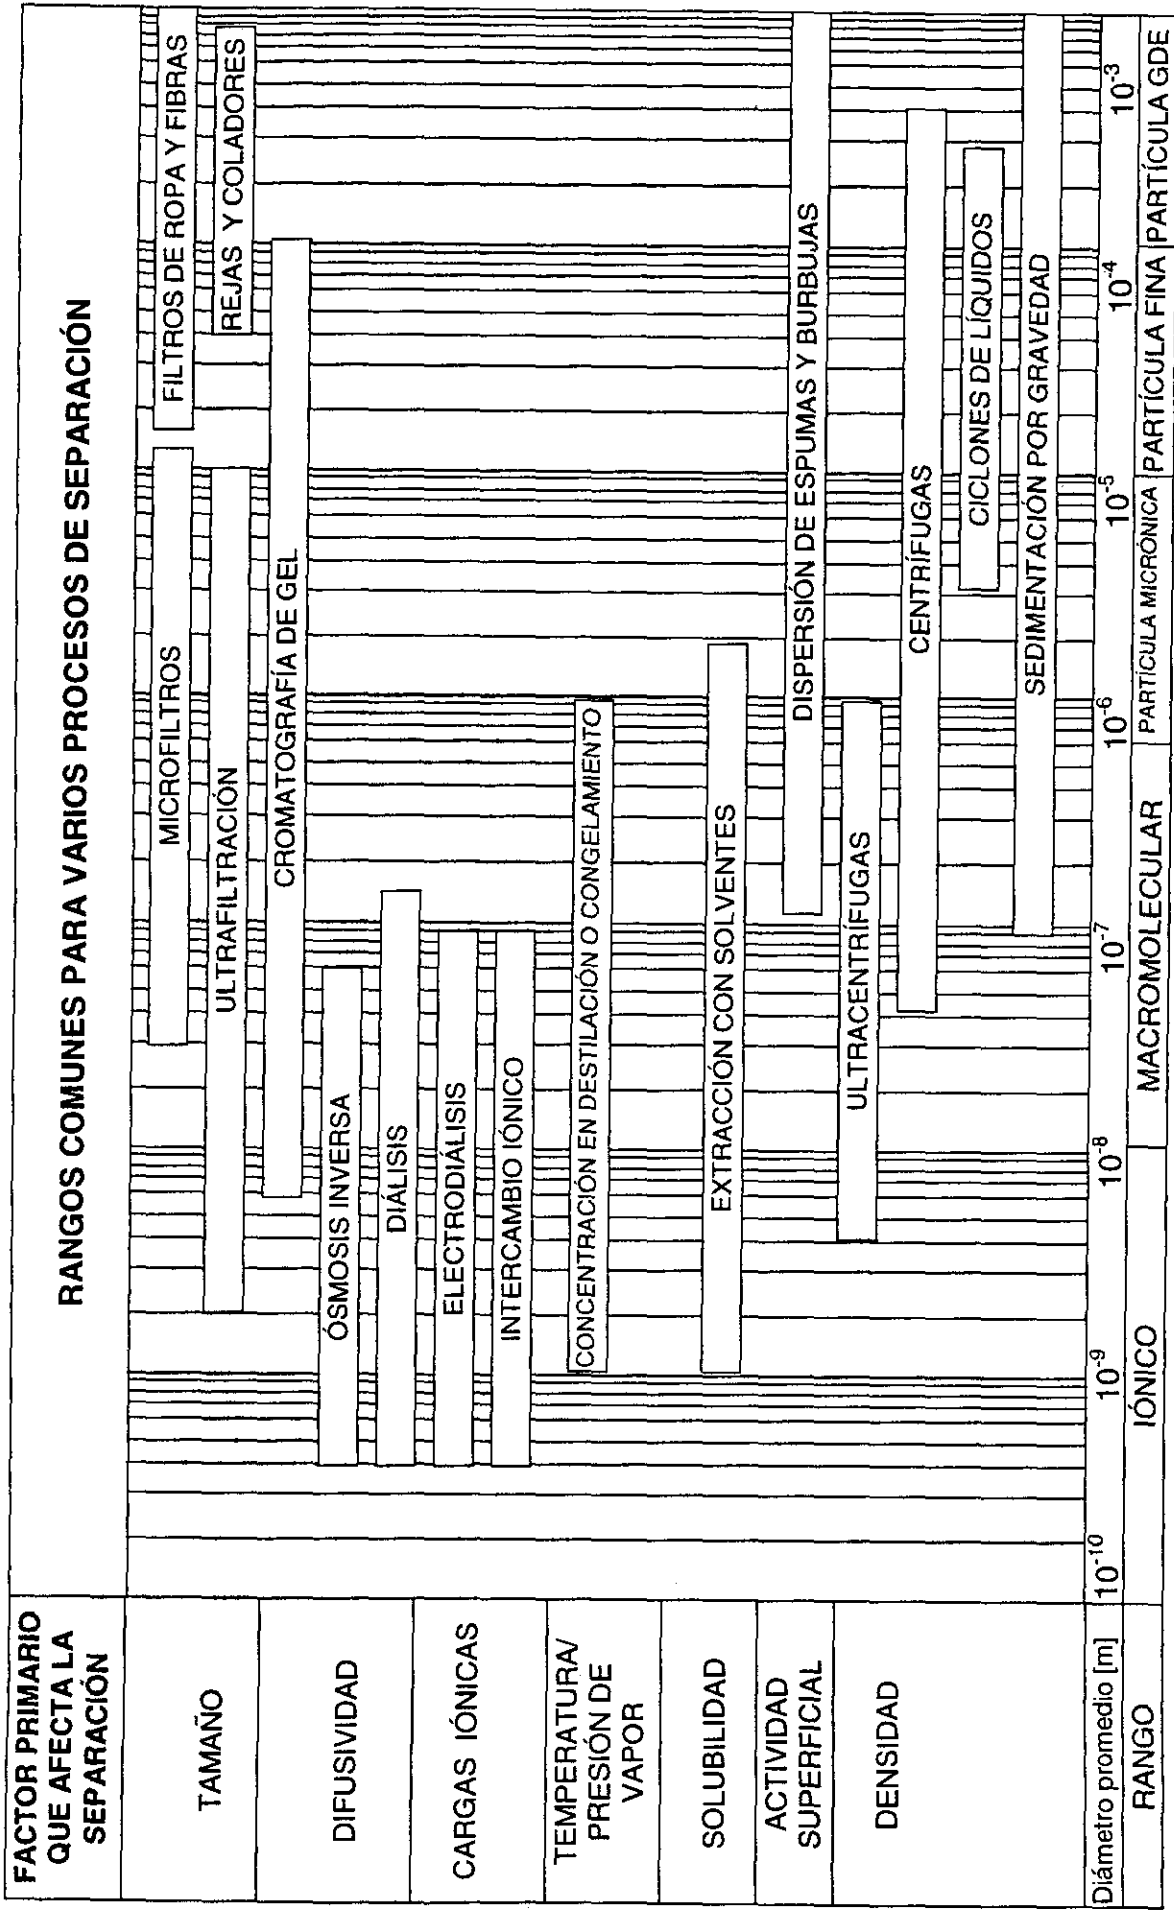 RANGOS COMUNES PARA VARIOS PROCESOS DE SEPARACIÓN
FACTOR PRIMARIO
QUE AFECTA LA
SEPARACIÓN
TAMAÑO
FILTROS DE ROPA Y FIBRAS
MICROFILTROS
REJAS Y COLADORES
ULTRAFILTRACIÓN
CROMATOGRAFÍA DE GEL
DIFUSIVIDAD
ÓSMOSIS INVERSA
DIÁLISIS
CARGAS IÓNICAS
ELECTRODIÁLISIS
INTERCAMBIO IÓNICO
TEMPERATURA/
PRESIÓN DE
VAPOR
CONCENTRACIÓN EN DESTILACIÓN O CONGELAMIENTO
SOLUBILIDAD
EXTRACCIÓN CON SOLVENTES
ACTIVIDAD
SUPERFICIAL
DISPERSIÓN DE ESPUMAS Y BURBUJAS
DENSIDAD
ULTRACENTRÍFUGAS
CENTRÍFUGAS
CICLONES DE LÍQUIDOS
SEDIMENTACIÓN POR GRAVEDAD
Diámetro promedio [m] 10⁻¹⁰ 10⁻⁹ 10⁻⁸ 10⁻⁷ 10⁻⁶ 10⁻⁵ 10⁻⁴ 10⁻³
RANGO IÓNICO MACROMOLECULAR PARTÍCULA MICRÓNICA PARTÍCULA FINA PARTÍCULA GDE